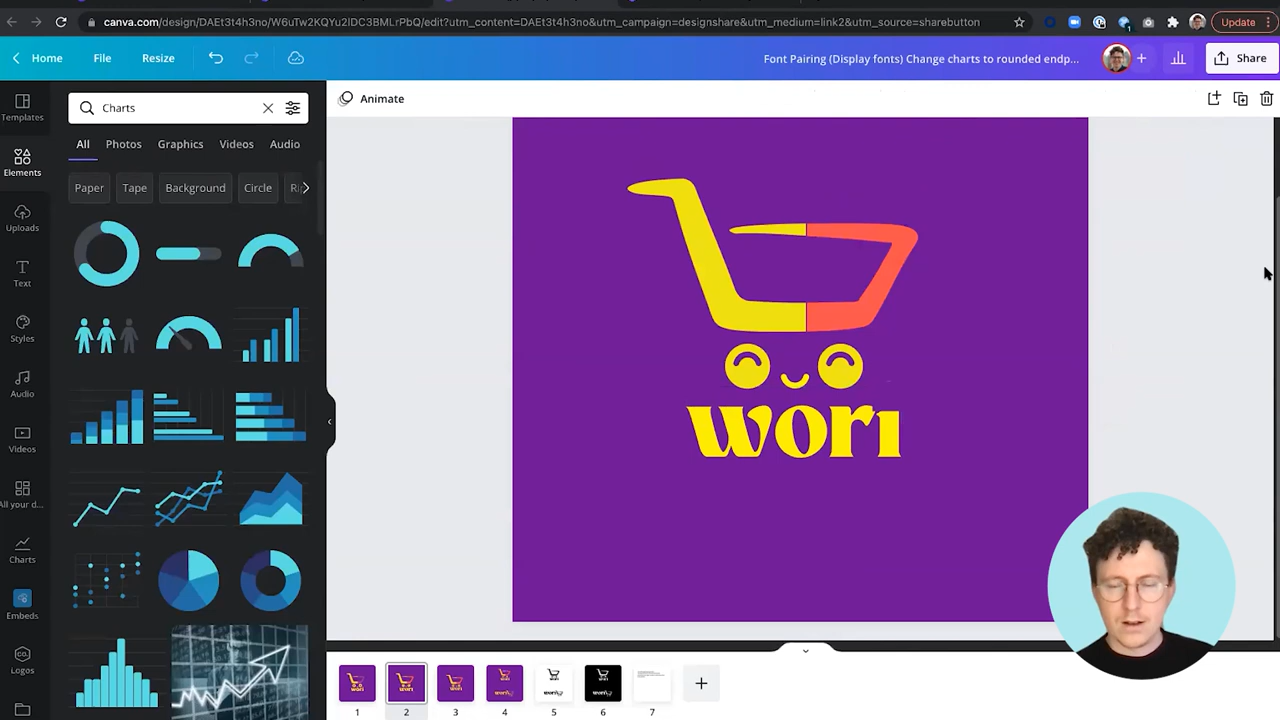 canva.com/design/DAEt3t4h3no/W6uTw2KQYu2IDC3BMLrPbQ/edit?utm_content=DAEt3t4h3no&utm_campaign=designshare&utm_medium=link2&utm_source=sharebutton
Update
Home
File
Resize
Font Pairing (Display fonts) Change charts to rounded endp...
Share
Templates
Elements
Uploads
Text
Styles
Audio
Videos
All your d...
Charts
Embeds
Logos
Charts
All
Photos
Graphics
Videos
Audio
Paper
Tape
Background
Circle
Animate
wori
1
2
3
4
5
6
7